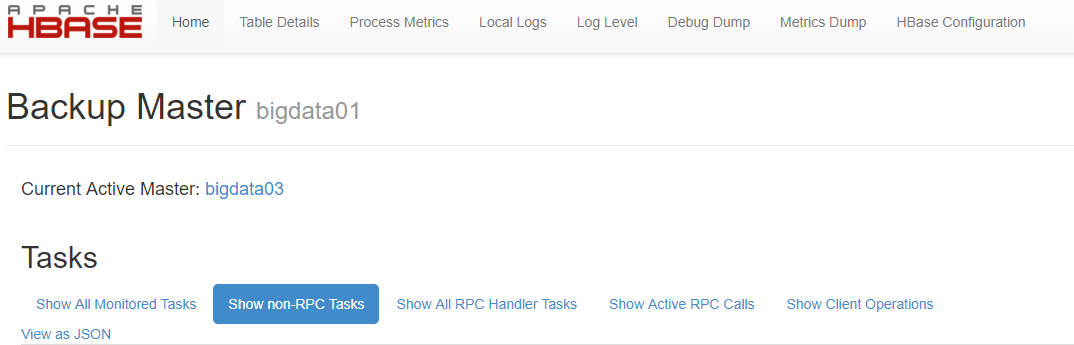 APACHE
HBASE
Home Table Details Process Metrics Local Logs Log Level Debug Dump Metrics Dump HBase Configuration
Backup Master bigdata01
Current Active Master: bigdata03
Tasks
Show All Monitored Tasks Show non-RPC Tasks Show All RPC Handler Tasks Show Active RPC Calls Show Client Operations
View as JSON